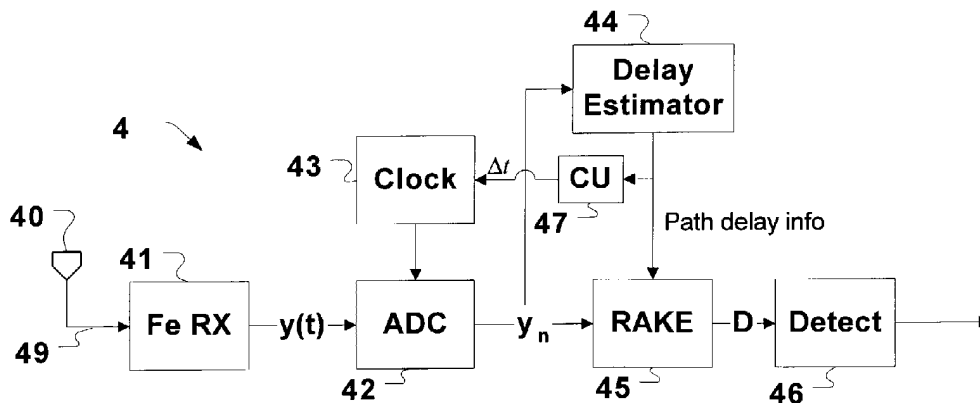 44
Delay
Estimator
4
43
Clock
Δt
CU
47
Path delay info
40
41
49
Fe RX
y(t)
ADC
yn
RAKE
D
Detect
42
45
46